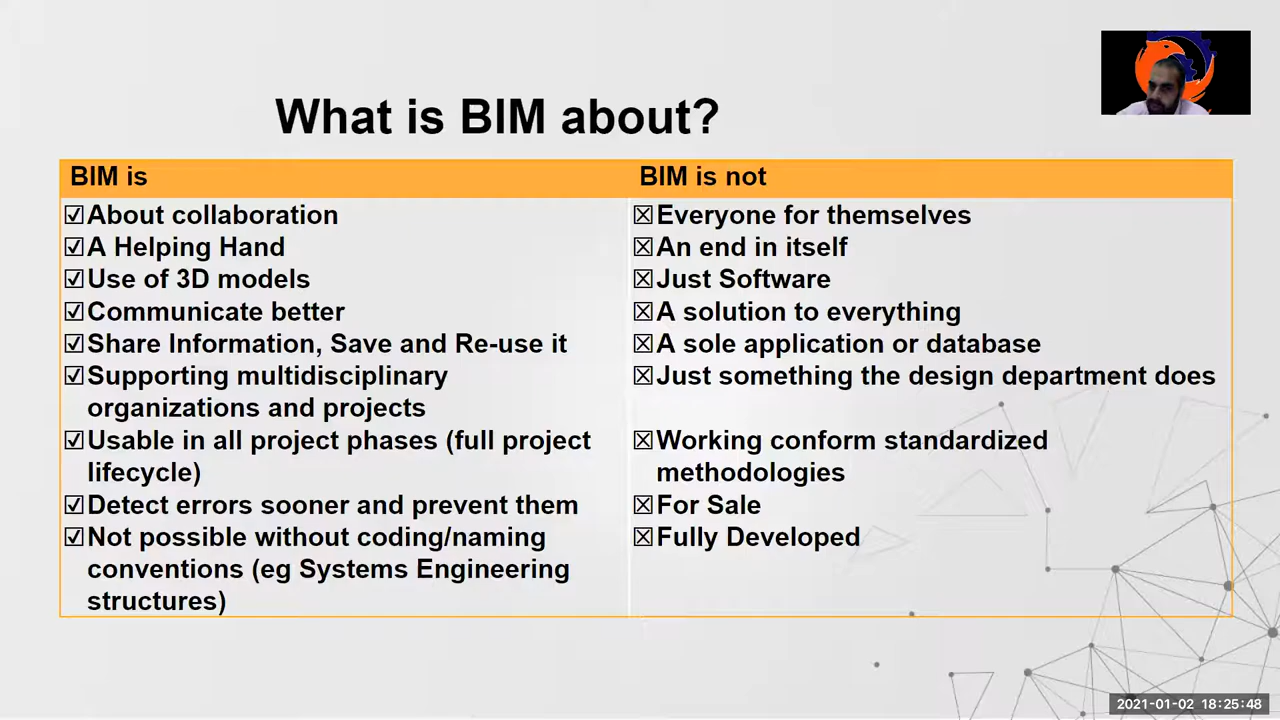 What is BIM about?
BIM is
BIM is not
☑About collaboration
☑A Helping Hand
☑Use of 3D models
☑Communicate better
☑Share Information, Save and Re-use it
☑Supporting multidisciplinary
organizations and projects
☑Usable in all project phases (full project
lifecycle)
☑Detect errors sooner and prevent them
☑Not possible without coding/naming
conventions (eg Systems Engineering
structures)
☒Everyone for themselves
☒An end in itself
☒Just Software
☒A solution to everything
☒A sole application or database
☒Just something the design department does
☒Working conform standardized
methodologies
☒For Sale
☒Fully Developed
2021-01-02 18:25:48